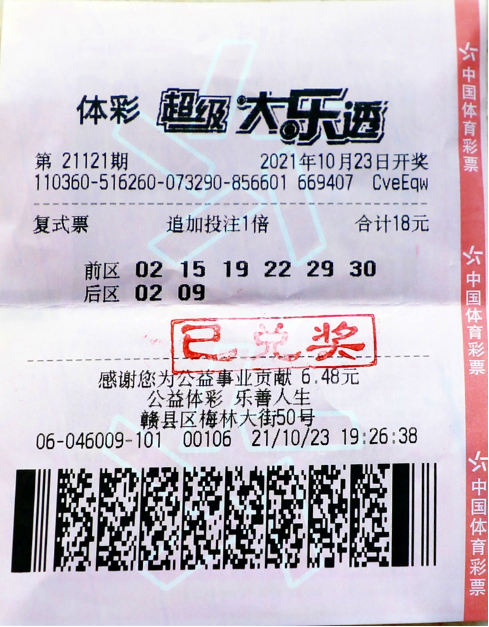 体彩 超级大乐透
第 21121期 2021年10月23日开奖
110360-516260-073290-856601 669407 CveEqw
复式票 追加投注1倍 合计18元
前区 02 15 19 22 29 30
后区 02 09
已兑奖
感谢您为公益事业贡献 6.48元
公益体彩 乐善人生
赣县区梅林大街50号
06-046009-101 00106 21/10/23 19:26:38
中国体育彩票
中国体育彩票
中国体育彩票